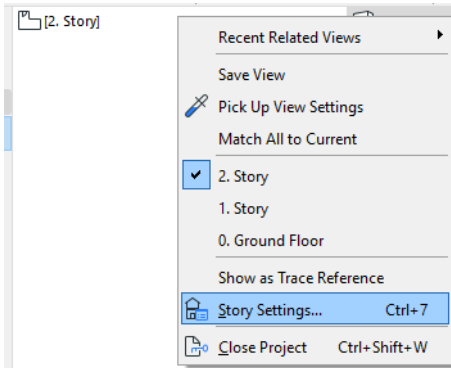 [2. Story]
Recent Related Views
Save View
Pick Up View Settings
Match All to Current
2. Story
1. Story
0. Ground Floor
Show as Trace Reference
Story Settings... Ctrl+7
Close Project Ctrl+Shift+W